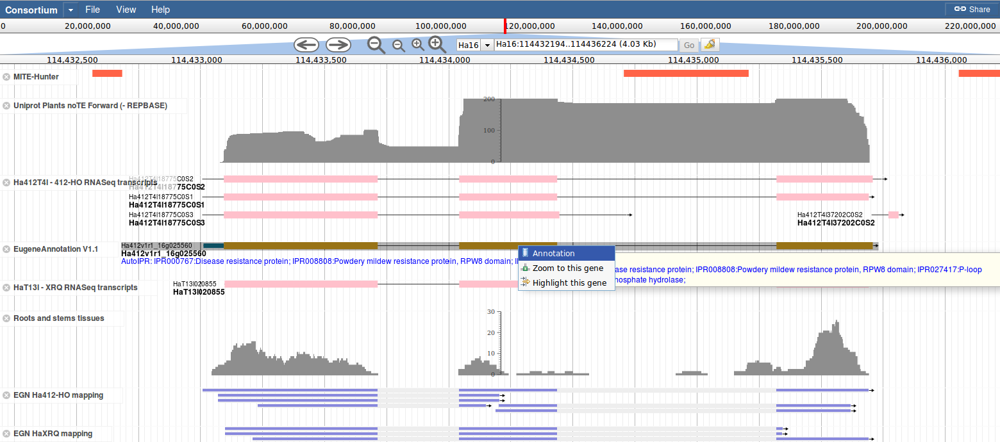 Consortium File View Help Share
0 20,000,000 40,000,000 60,000,000 80,000,000 100,000,000 120,000,000 140,000,000 160,000,000 180,000,000 200,000,000 220,000,000
Ha16 Ha16:114432194..114436224 (4.03 Kb) Go
114,432,500 114,433,000 114,433,500 114,434,000 114,434,500 114,435,000 114,435,500 114,436,000
MITE-Hunter
Uniprot Plants noTE Forward (- REPBASE)
200
100
0
Ha412T4l18775C0S2
Ha412T4l - 412-HO RNASeq transcripts
Ha412T4l18775C0S2
Ha412T4l18775C0S1
Ha412T4l18775C0S1
Ha412T4l18775C0S3 Ha412T4l37202C0S2
Ha412T4l18775C0S3 Ha412T4l37202C0S2
EugeneAnnotation V1.1 Ha412v1r1_16g025560
Ha412v1r1_16g025560
AutoIPR: IPR000767:Disease resistance protein; IPR008808:Powdery mildew resistance protein, RPW8 domain;
Annotation
Zoom to this gene
Highlight this gene
ase resistance protein; IPR008808:Powdery mildew resistance protein, RPW8 domain; IPR027417:P-loop
nosphate hydrolase;
HaT13l - XRQ RNASeq transcripts HaT13l020855
HaT13l020855
Roots and stems tissues
30
20
10
0
EGN Ha412-HO mapping
EGN HaXRQ mapping